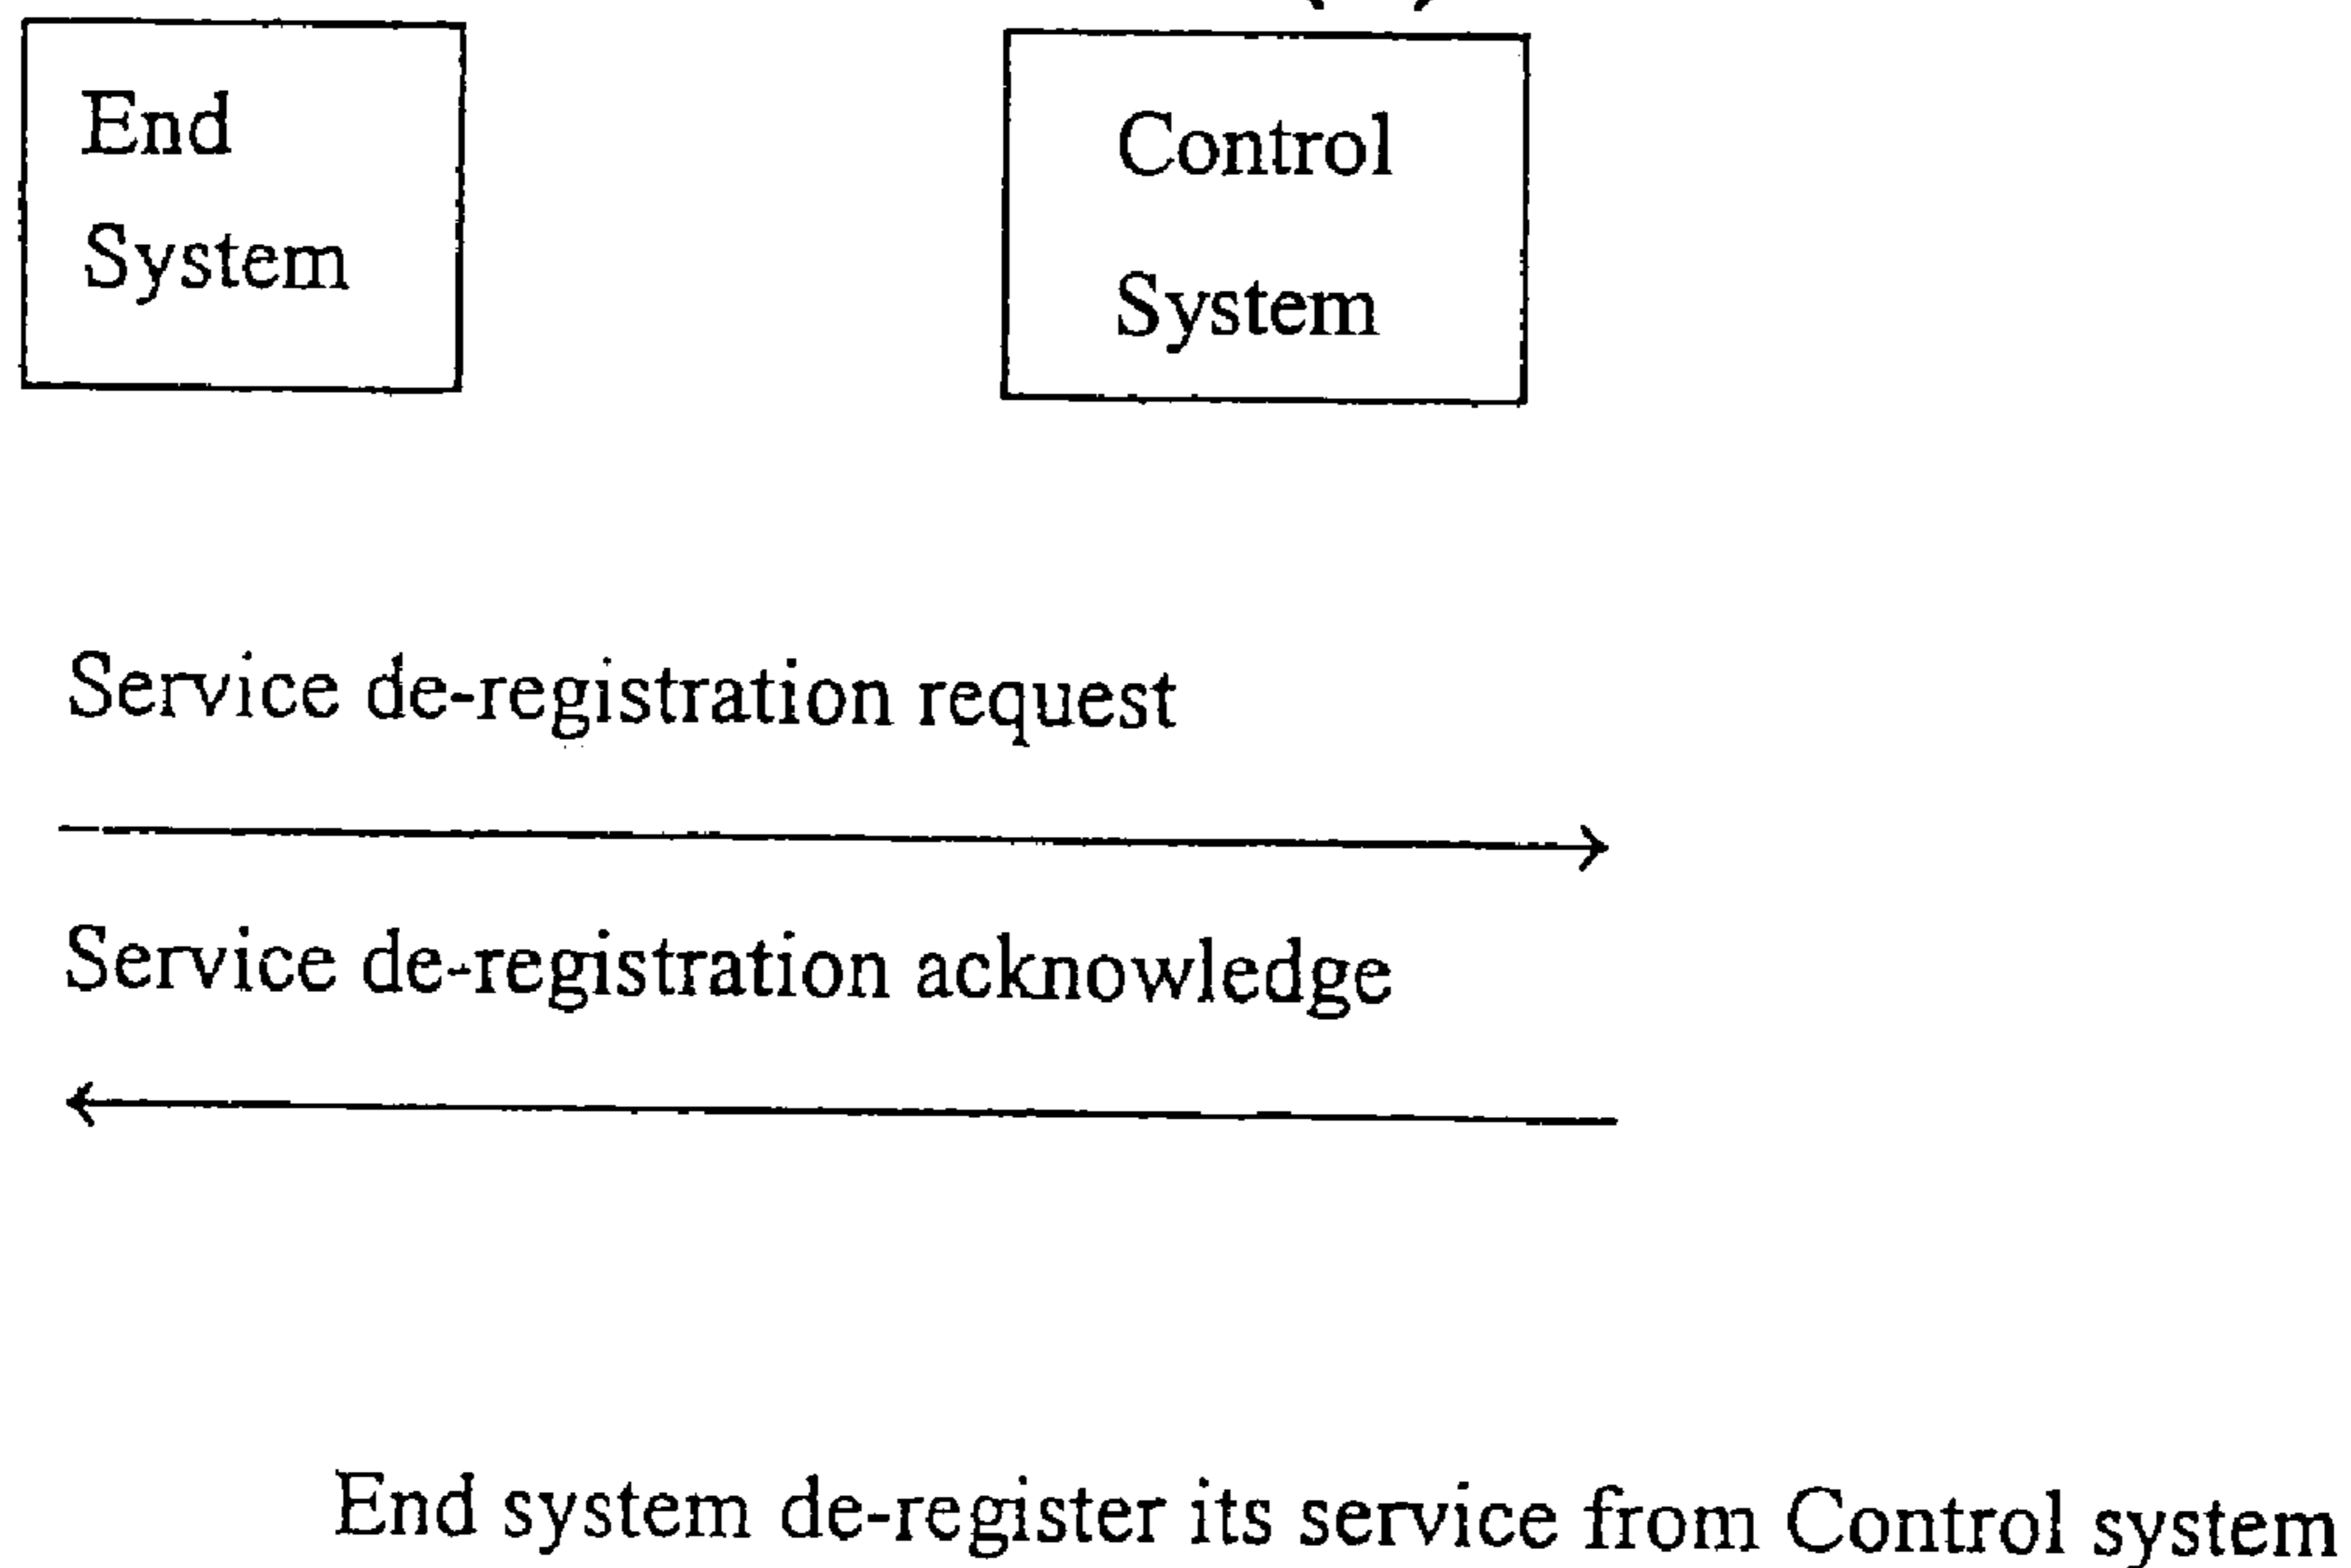 End
System
Control
System
Service de-registration request
Service de-registration acknowledge
End system de-register its service from Control system